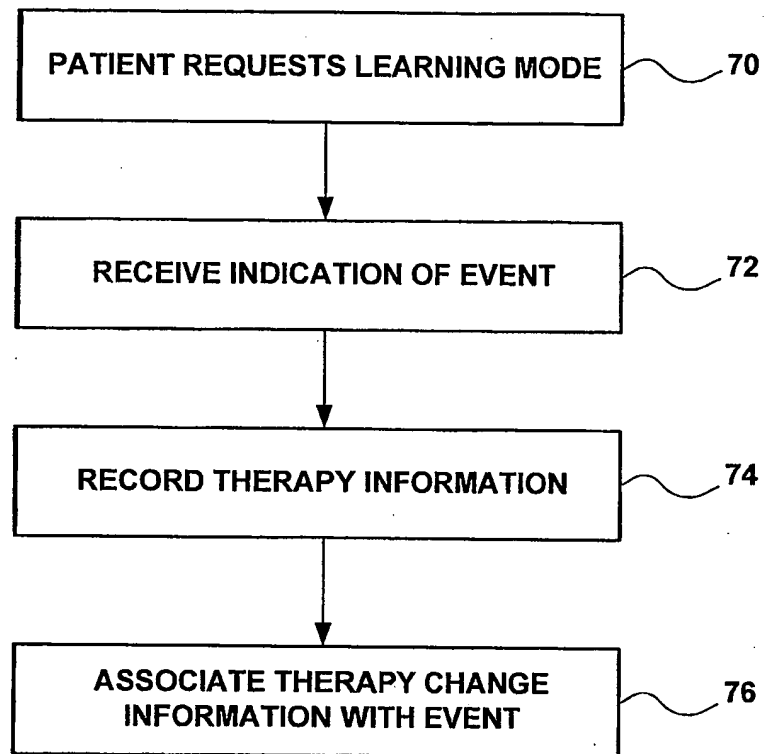 PATIENT REQUESTS LEARNING MODE
70
RECEIVE INDICATION OF EVENT
72
RECORD THERAPY INFORMATION
74
ASSOCIATE THERAPY CHANGE
INFORMATION WITH EVENT
76